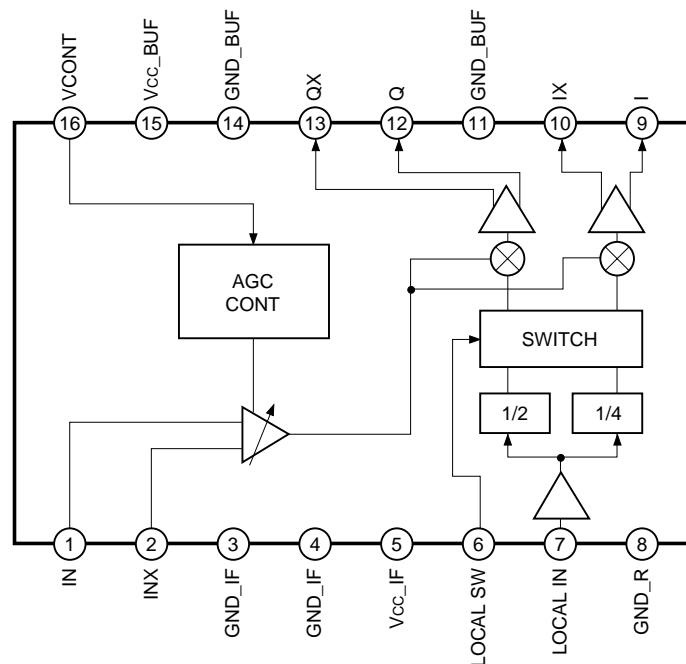 VCONT
Vcc_BUF
GND_BUF
QX
Q
GND_BUF
IX
I
16
15
14
13
12
11
10
9
AGC
CONT
SWITCH
1/2
1/4
1
2
3
4
5
6
7
8
IN
INX
GND_IF
GND_IF
Vcc_IF
LOCAL SW
LOCAL IN
GND_R